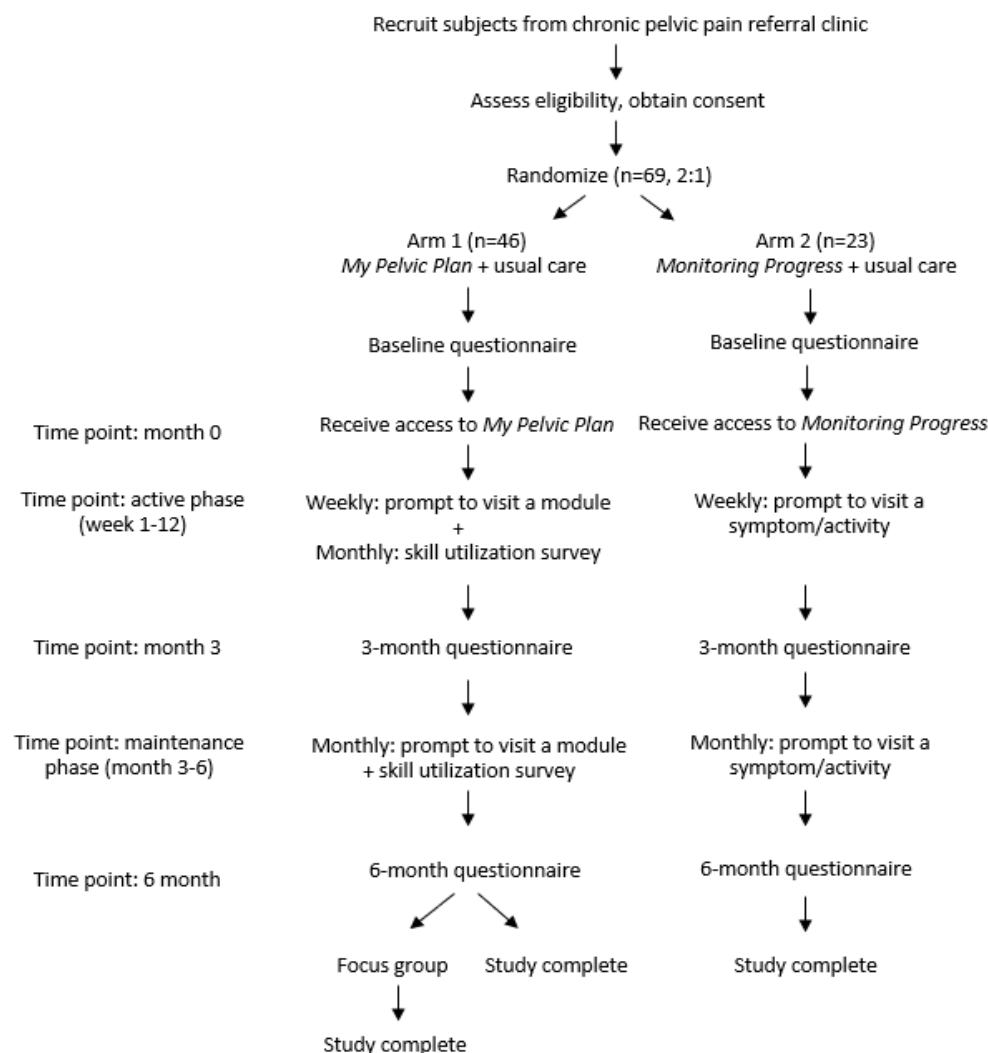 Recruit subjects from chronic pelvic pain referral clinic
Assess eligibility, obtain consent
Randomize (n=69, 2:1)
Arm 1 (n=46)
My Pelvic Plan + usual care
Arm 2 (n=23)
Monitoring Progress + usual care
Baseline questionnaire
Baseline questionnaire
Time point: month 0
Receive access to My Pelvic Plan
Receive access to Monitoring Progress
Time point: active phase
(week 1-12)
Weekly: prompt to visit a module
+
Monthly: skill utilization survey
Weekly: prompt to visit a
symptom/activity
Time point: month 3
3-month questionnaire
3-month questionnaire
Time point: maintenance
phase (month 3-6)
Monthly: prompt to visit a module
+ skill utilization survey
Monthly: prompt to visit a
symptom/activity
Time point: 6 month
6-month questionnaire
6-month questionnaire
Focus group
Study complete
Study complete
Study complete